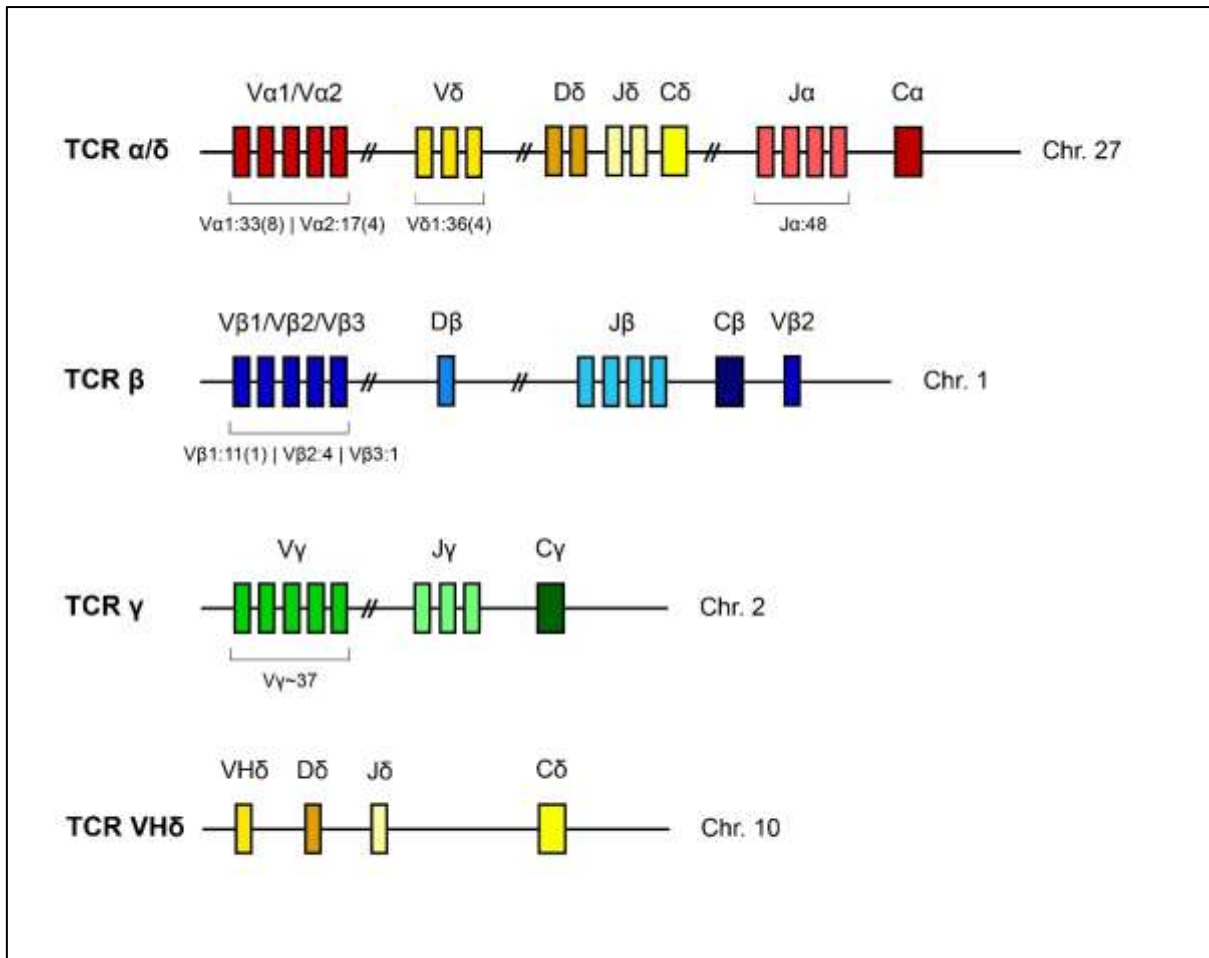 Vα1/Vα2 Vδ Dδ Jδ Cδ Jα Cα
TCR α/δ Chr. 27
Vα1:33(8) | Vα2:17(4) Vδ1:36(4) Jα:48
Vβ1/Vβ2/Vβ3 Dβ Jβ Cβ Vβ2
TCR β Chr. 1
Vβ1:11(1) | Vβ2:4 | Vβ3:1
Vγ Jγ Cγ
TCR γ Chr. 2
Vγ~37
VHδ Dδ Jδ Cδ
TCR VHδ Chr. 10